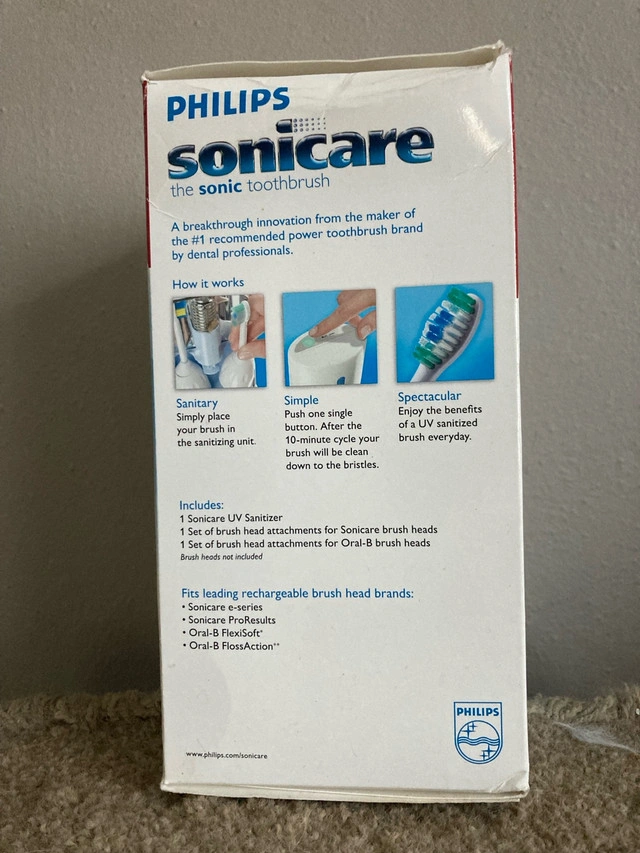 PHILIPS
sonicare
the sonic toothbrush
A breakthrough innovation from the maker of
the #1 recommended power toothbrush brand
by dental professionals.
How it works
Sanitary
Simply place
your brush in
the sanitizing unit.
Simple
Push one single
button. After the
10-minute cycle your
brush will be clean
down to the bristles.
Spectacular
Enjoy the benefits
of a UV sanitized
brush everyday.
Includes:
1 Sonicare UV Sanitizer
1 Set of brush head attachments for Sonicare brush heads
1 Set of brush head attachments for Oral-B brush heads
Brush heads not included
Fits leading rechargeable brush head brands:
• Sonicare e-series
• Sonicare ProResults
• Oral-B FlexiSoft*
• Oral-B FlossAction**
PHILIPS
www.philips.com/sonicare